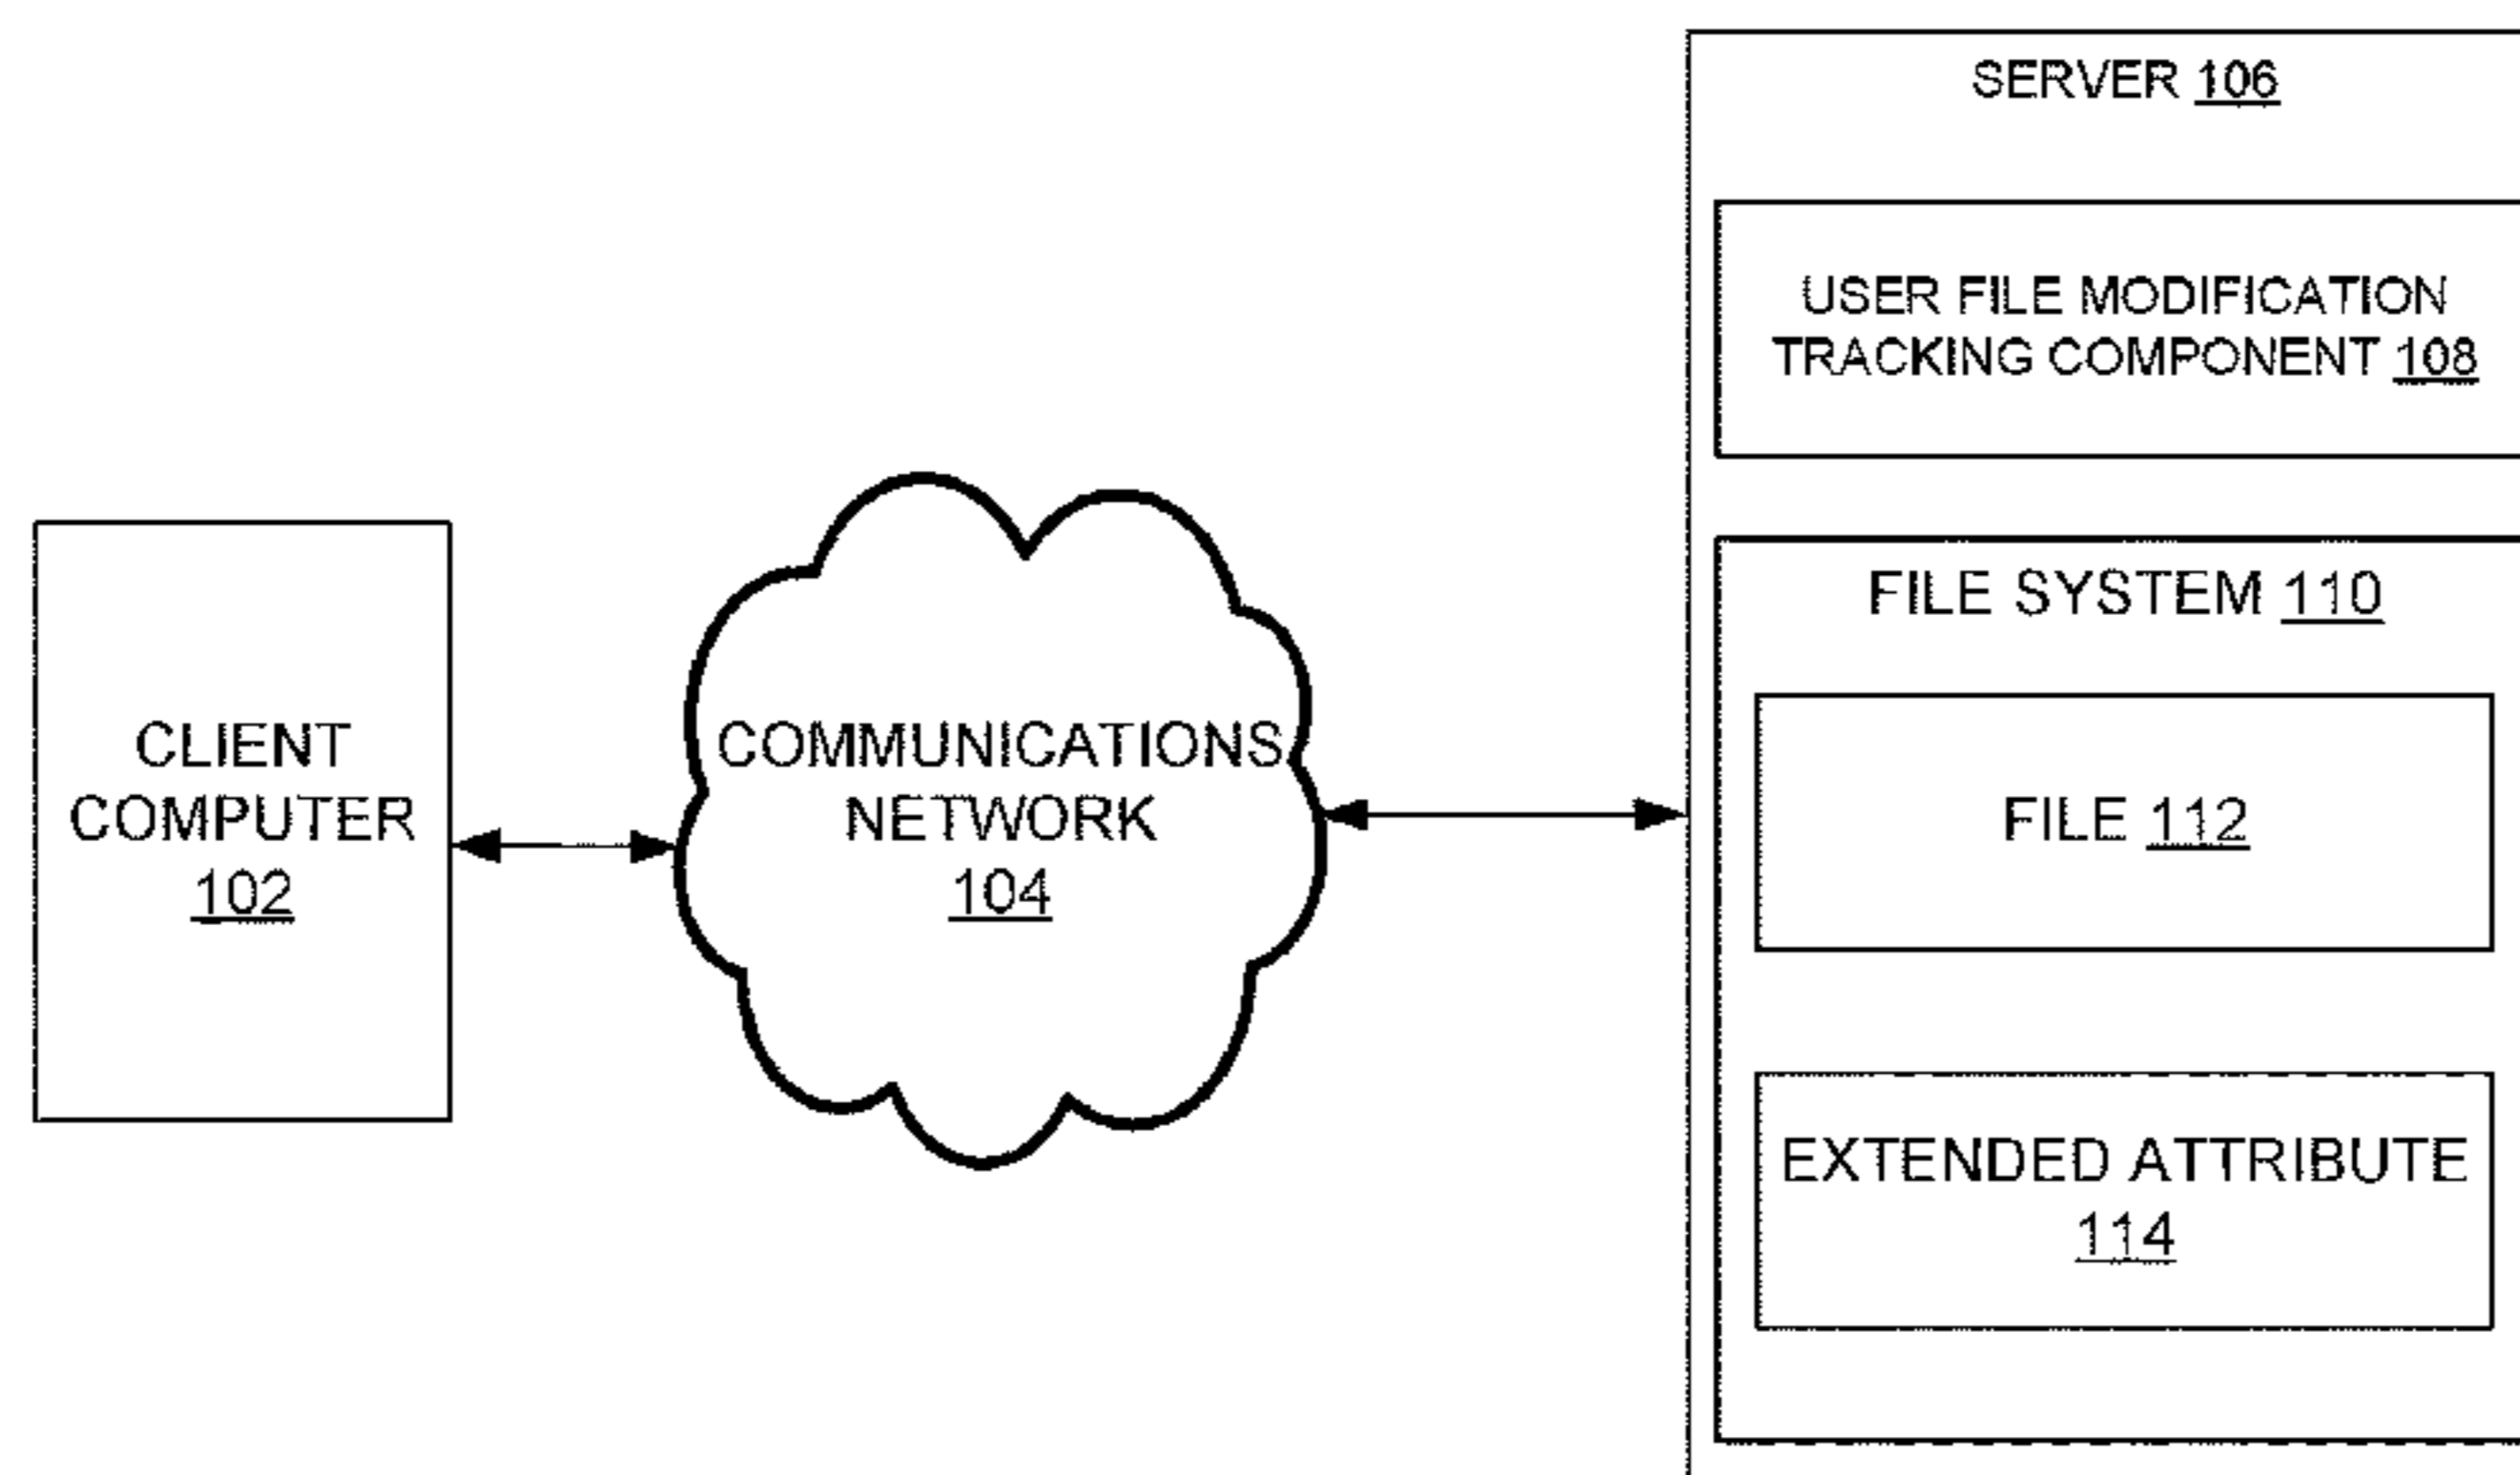 SERVER 106
USER FILE MODIFICATION
TRACKING COMPONENT 108
FILE SYSTEM 110
FILE 112
EXTENDED ATTRIBUTE
114
CLIENT
COMPUTER
102
COMMUNICATIONS
NETWORK
104